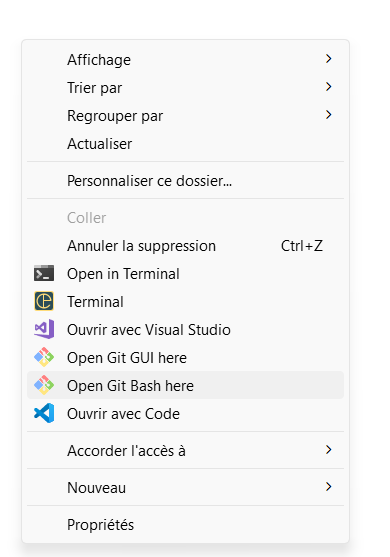 Affichage
Trier par
Regrouper par
Actualiser
Personnaliser ce dossier...
Coller
Annuler la suppression Ctrl+Z
Open in Terminal
Terminal
Ouvrir avec Visual Studio
Open Git GUI here
Open Git Bash here
Ouvrir avec Code
Accorder l'accès à
Nouveau
Propriétés